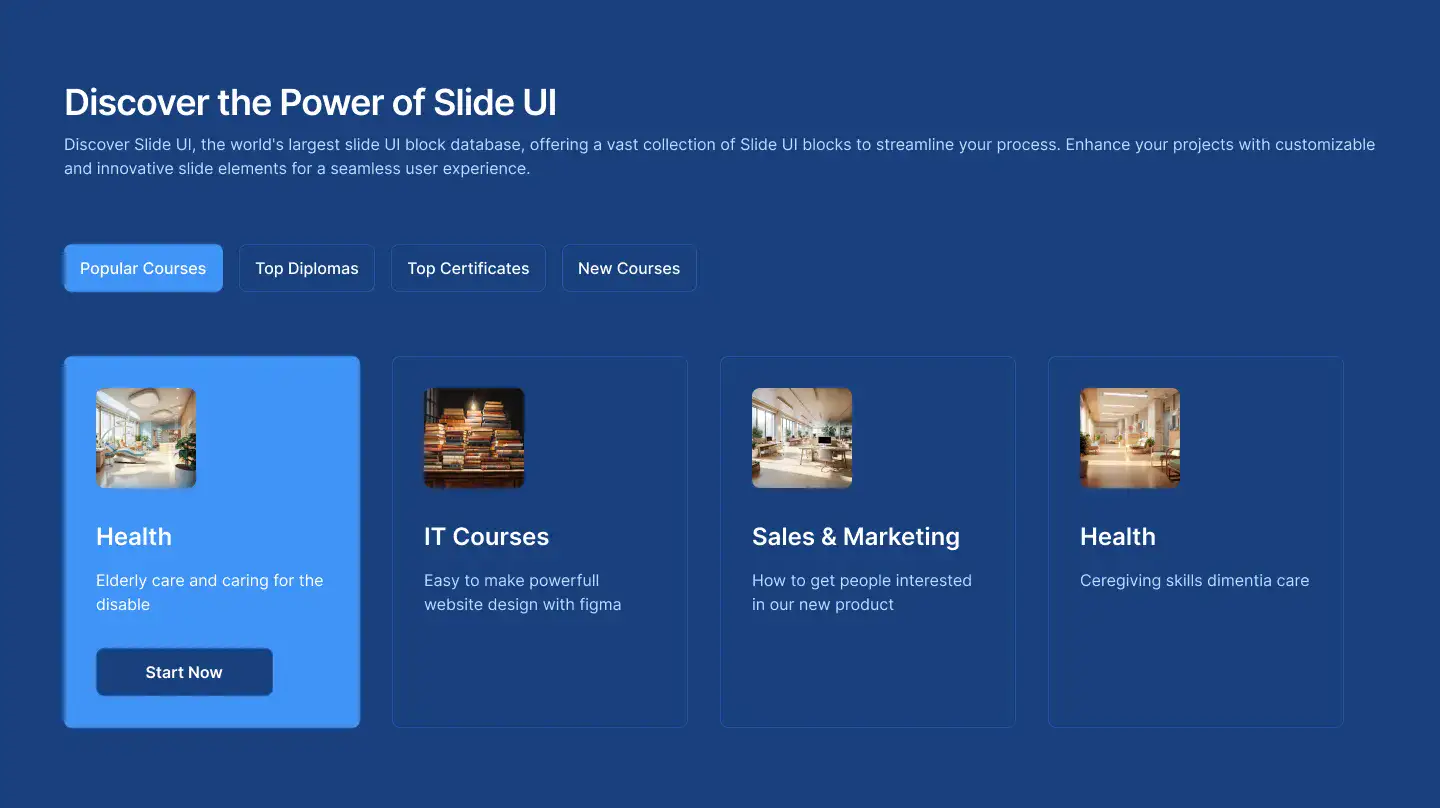 Discover the Power of Slide UI
Discover Slide UI, the world's largest slide UI block database, offering a vast collection of Slide UI blocks to streamline your process. Enhance your projects with customizable
and innovative slide elements for a seamless user experience.
Popular Courses
Top Diplomas
Top Certificates
New Courses
Health
Elderly care and caring for the
disable
Start Now
IT Courses
Easy to make powerfull
website design with figma
Sales & Marketing
How to get people interested
in our new product
Health
Ceregiving skills dimentia care